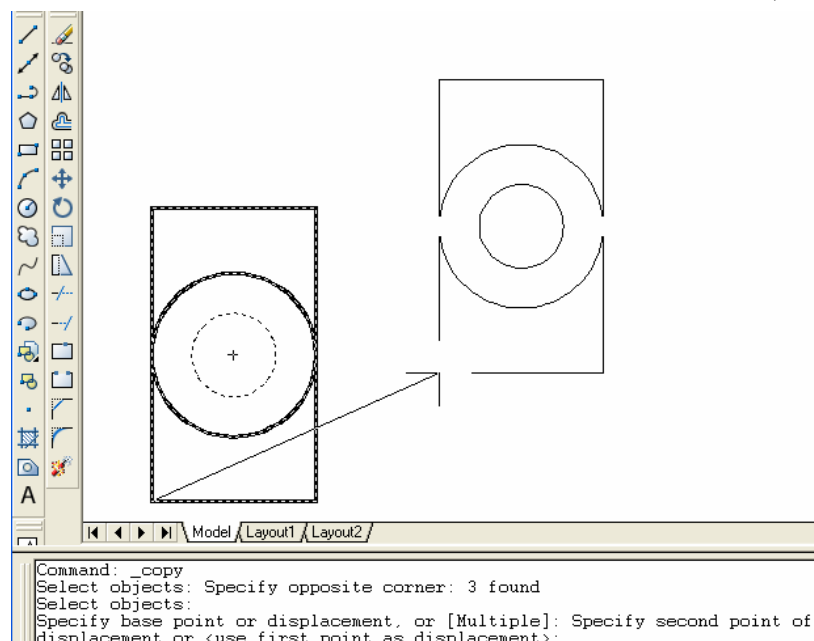 A
Model Layout1 Layout2
Command: _copy
Select objects: Specify opposite corner: 3 found
Select objects:
Specify base point or displacement, or [Multiple]: Specify second point of
displacement or <use first point as displacement>: